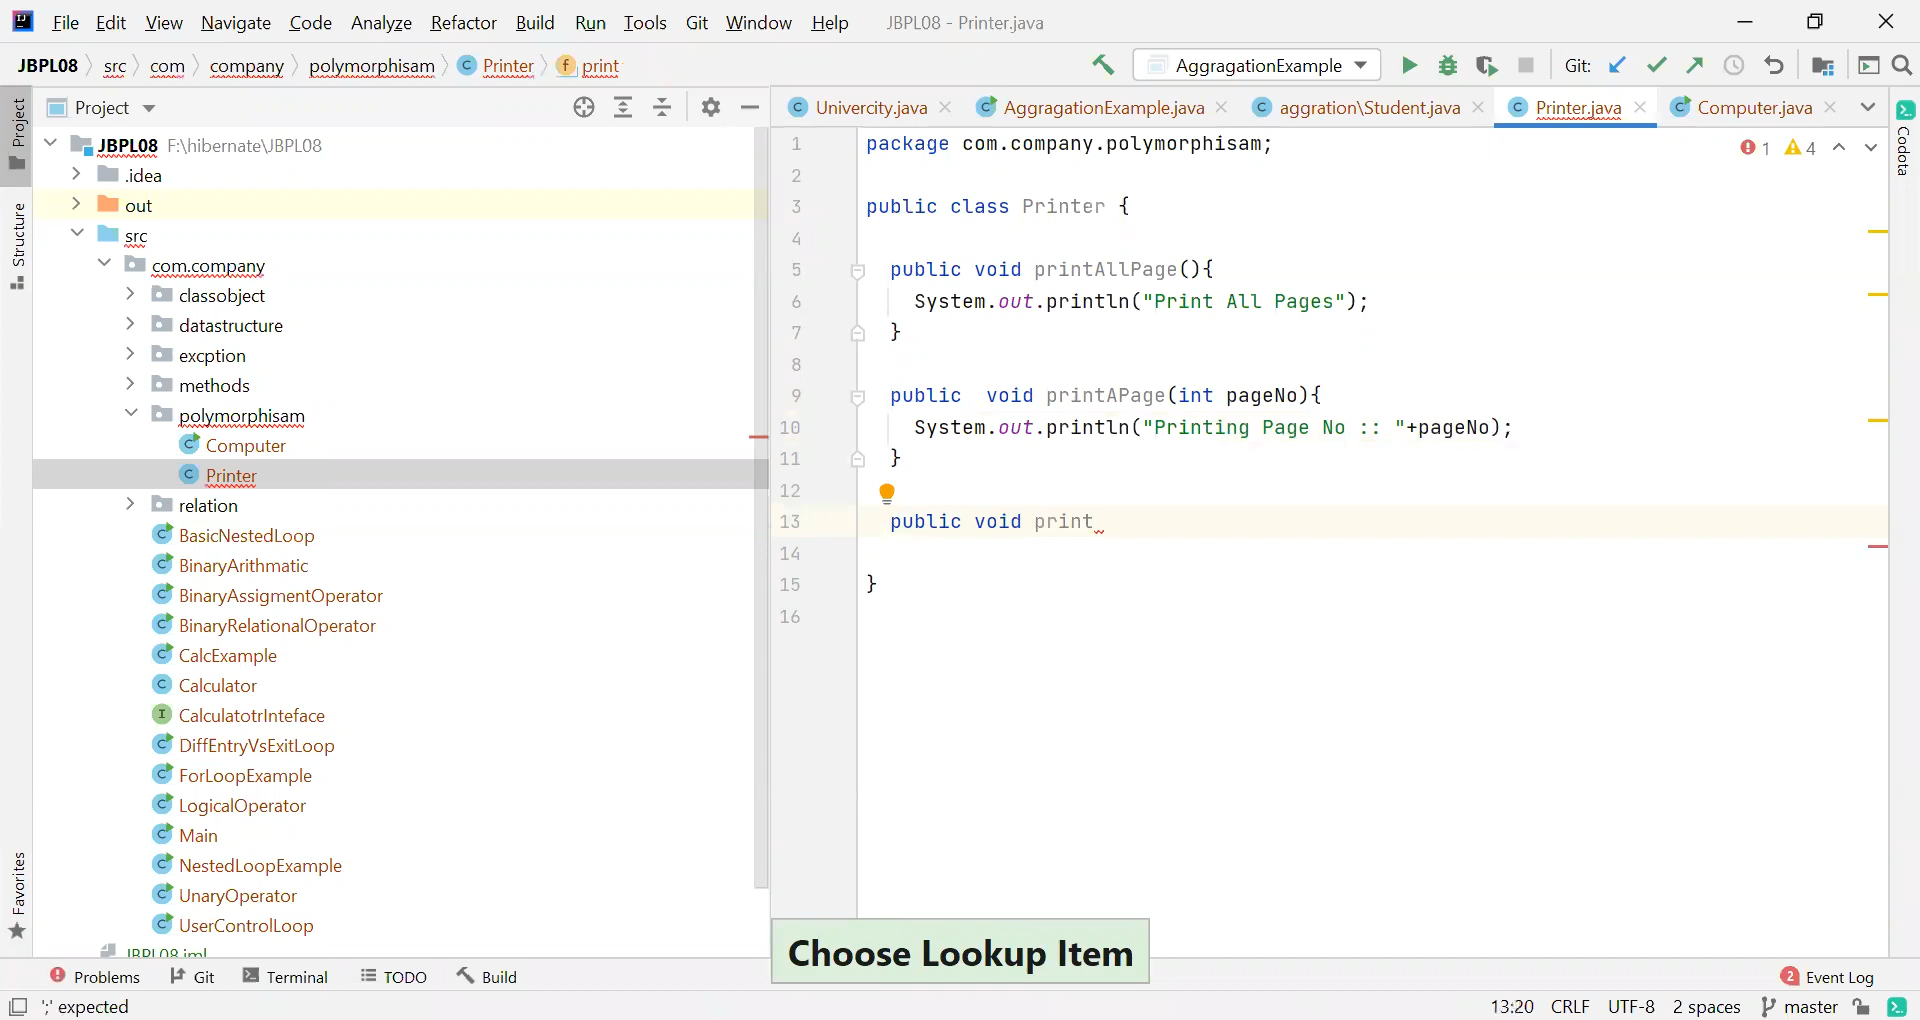 File Edit View Navigate Code Analyze Refactor Build Run Tools Git Window Help JBPL08 - Printer.java
JBPL08 src com company polymorphisam C Printer f print AggragationExample Git:
Project
Project
Structure
Favorites
JBPL08 F:\hibernate\JBPL08
.idea
out
src
com.company
classobject
datastructure
excption
methods
polymorphisam
C Computer
C Printer
relation
C BasicNestedLoop
C BinaryArithmatic
C BinaryAssigmentOperator
C BinaryRelationalOperator
C CalcExample
C Calculator
I CalculatotrInteface
C DiffEntryVsExitLoop
C ForLoopExample
C LogicalOperator
C Main
C NestedLoopExample
C UnaryOperator
C UserControlLoop
JBPL08.iml
C Univercity.java C AggragationExample.java C aggration\Student.java C Printer.java C Computer.java
Codota
1 4
1 package com.company.polymorphisam;
2
3 public class Printer {
4
5 public void printAllPage(){
6 System.out.println("Print All Pages");
7 }
8
9 public  void printAPage(int pageNo){
10 System.out.println("Printing Page No :: "+pageNo);
11 }
12
13 public void print
14
15 }
16
Choose Lookup Item
Problems Git Terminal TODO Build 2 Event Log
';' expected 13:20 CRLF UTF-8 2 spaces master